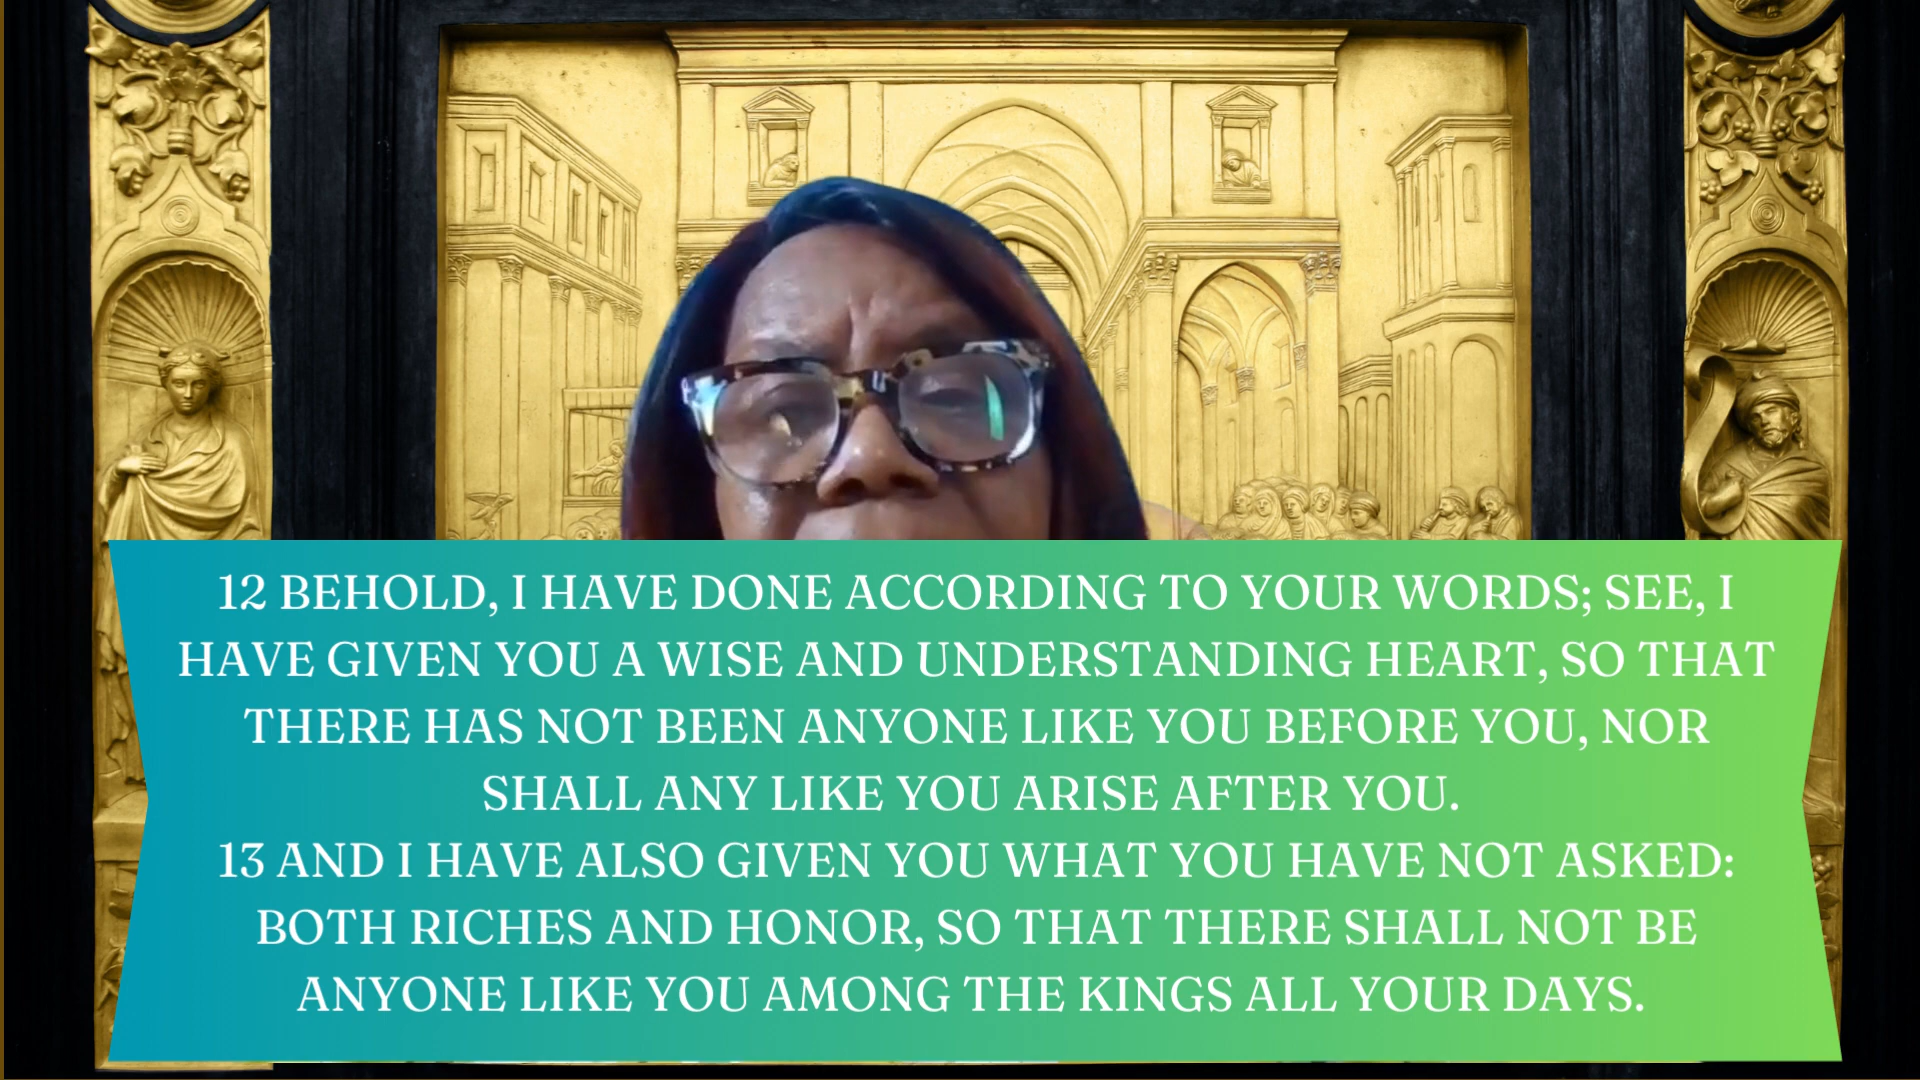 12 BEHOLD, I HAVE DONE ACCORDING TO YOUR WORDS; SEE, I
HAVE GIVEN YOU A WISE AND UNDERSTANDING HEART, SO THAT
THERE HAS NOT BEEN ANYONE LIKE YOU BEFORE YOU, NOR
SHALL ANY LIKE YOU ARISE AFTER YOU.
13 AND I HAVE ALSO GIVEN YOU WHAT YOU HAVE NOT ASKED:
BOTH RICHES AND HONOR, SO THAT THERE SHALL NOT BE
ANYONE LIKE YOU AMONG THE KINGS ALL YOUR DAYS.